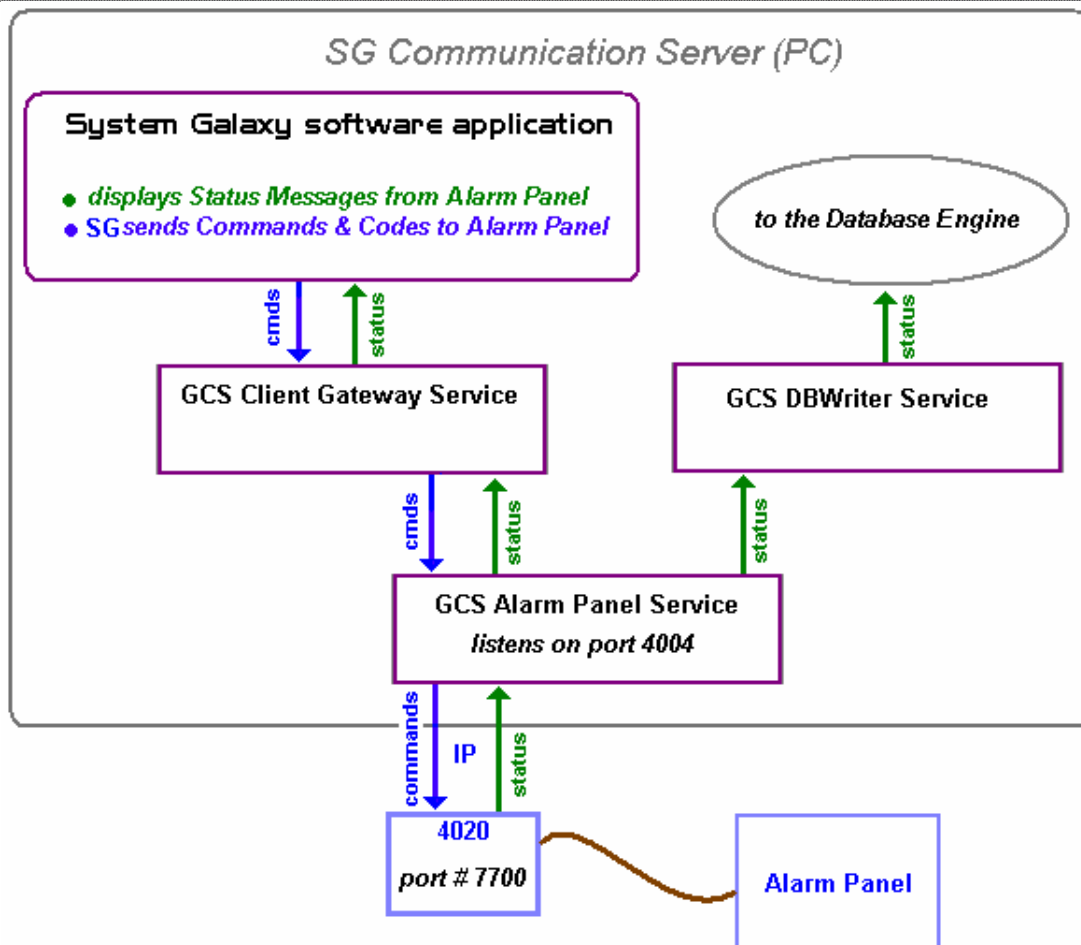 SG Communication Server (PC)
System Galaxy software application
displays Status Messages from Alarm Panel
SG sends Commands & Codes to Alarm Panel
to the Database Engine
cmds
status
status
GCS Client Gateway Service
GCS DBWriter Service
cmds
status
status
GCS Alarm Panel Service
listens on port 4004
commands
IP
status
4020
port # 7700
Alarm Panel